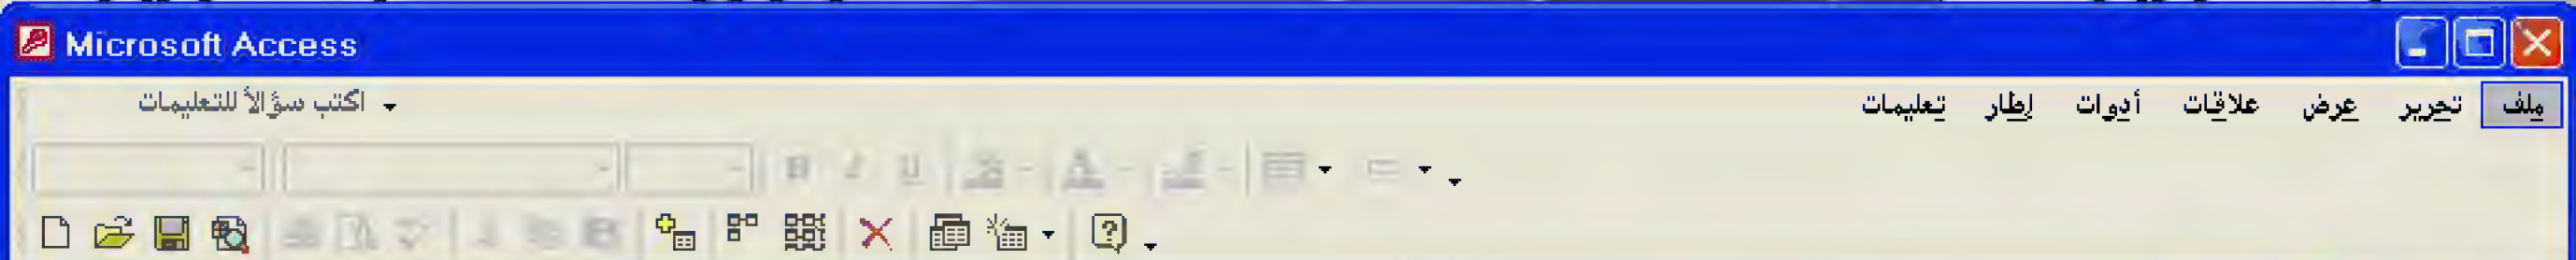 Microsoft Access
ملف تحرير عرض علاقات أدوات إطار تعليمات اكتب سؤالاً للتعليمات
B I U A